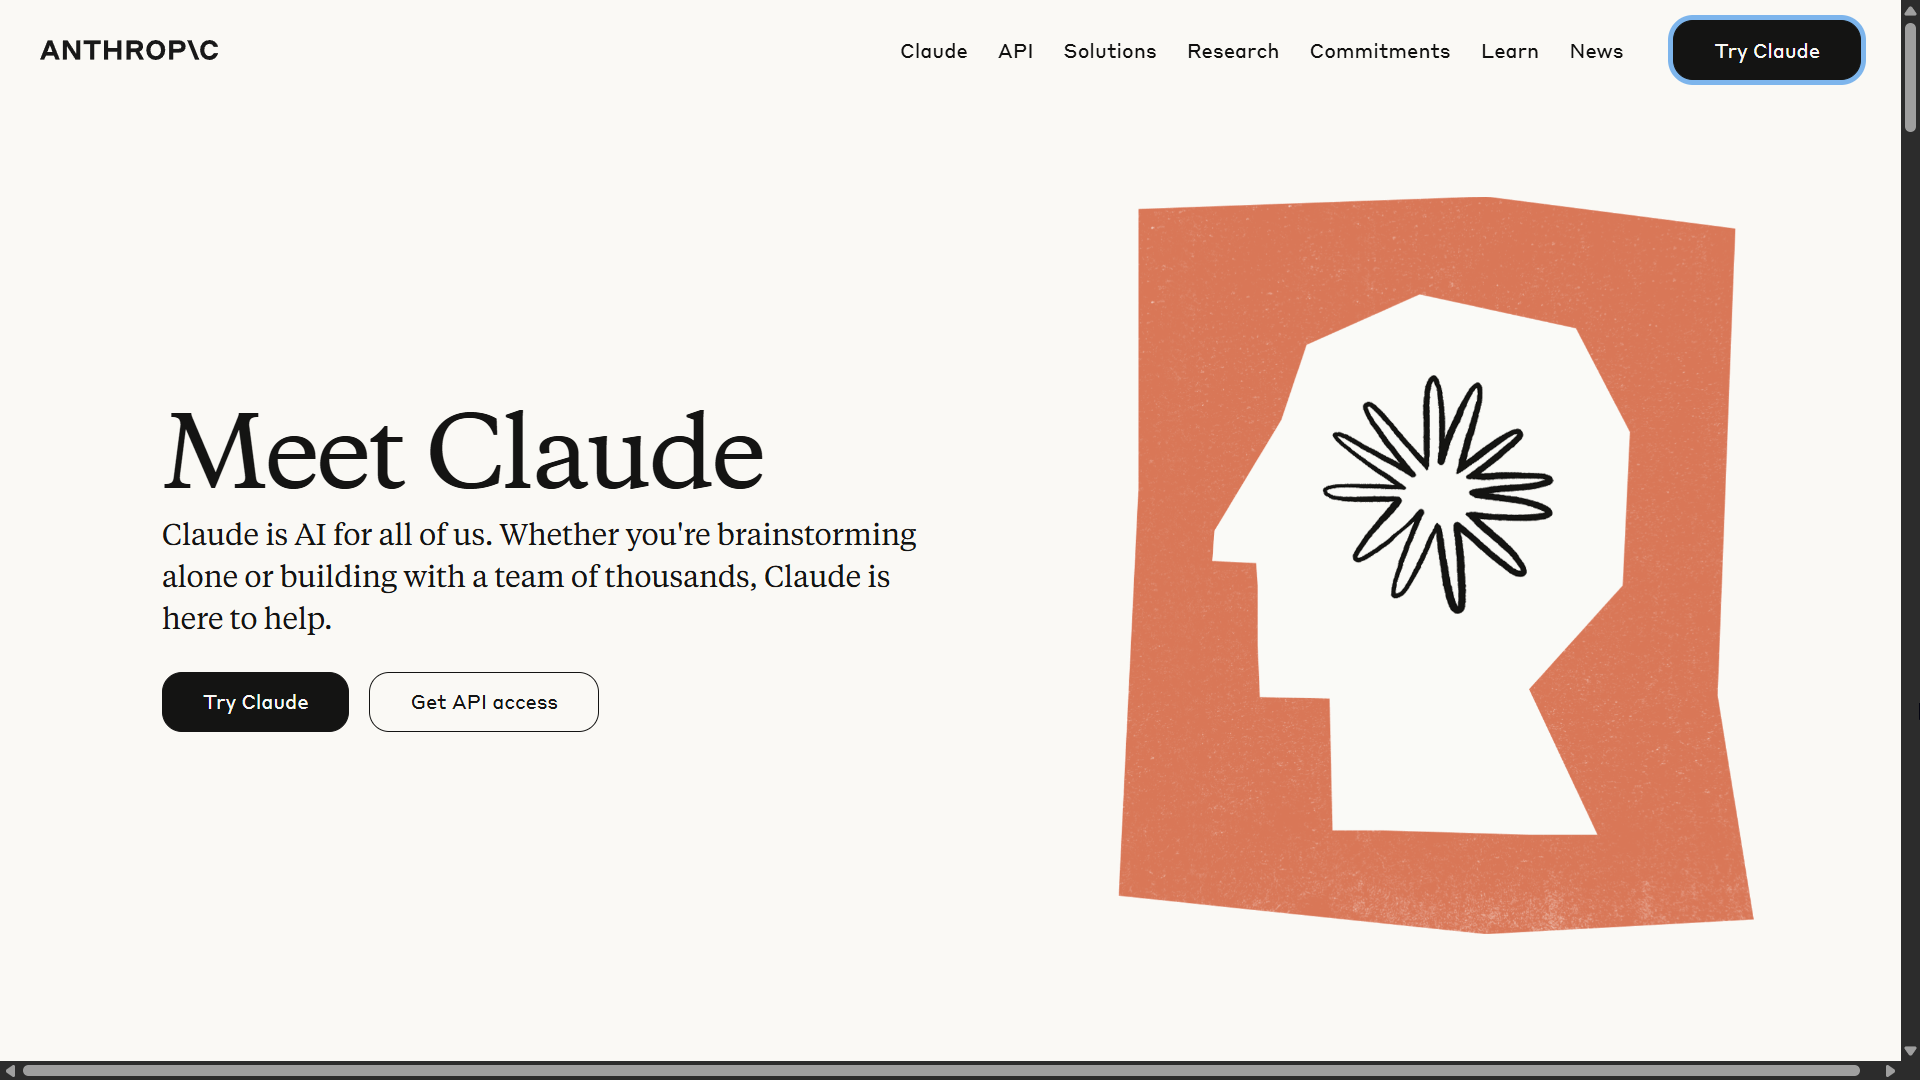 ANTHROP\C
Claude
API
Solutions
Research
Commitments
Learn
News
Try Claude
Meet Claude
Claude is AI for all of us. Whether you're brainstorming
alone or building with a team of thousands, Claude is
here to help.
Try Claude
Get API access